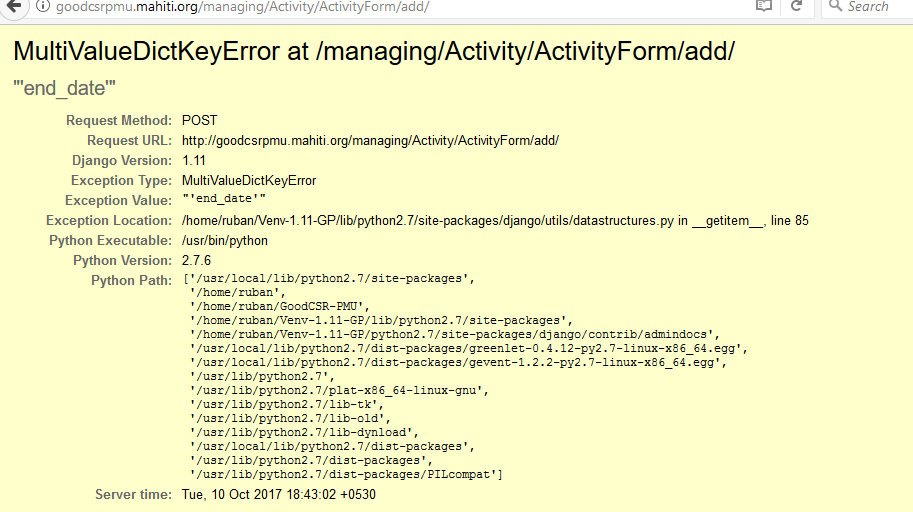 goodcsrpmu.mahiti.org/managing/Activity/ActivityForm/add/
Search
MultiValueDictKeyError at /managing/Activity/ActivityForm/add/
"'end_date'"
Request Method: POST
Request URL: http://goodcsrpmu.mahiti.org/managing/Activity/ActivityForm/add/
Django Version: 1.11
Exception Type: MultiValueDictKeyError
Exception Value: "'end_date'"
Exception Location: /home/ruban/Venv-1.11-GP/lib/python2.7/site-packages/django/utils/datastructures.py in __getitem__, line 85
Python Executable: /usr/bin/python
Python Version: 2.7.6
Python Path: ['/usr/local/lib/python2.7/site-packages',
'/home/ruban',
'/home/ruban/GoodCSR-PMU',
'/home/ruban/Venv-1.11-GP/lib/python2.7/site-packages',
'/home/ruban/Venv-1.11-GP/lib/python2.7/site-packages/django/contrib/admindocs',
'/usr/local/lib/python2.7/dist-packages/greenlet-0.4.12-py2.7-linux-x86_64.egg',
'/usr/local/lib/python2.7/dist-packages/gevent-1.2.2-py2.7-linux-x86_64.egg',
'/usr/lib/python2.7',
'/usr/lib/python2.7/plat-x86_64-linux-gnu',
'/usr/lib/python2.7/lib-tk',
'/usr/lib/python2.7/lib-old',
'/usr/lib/python2.7/lib-dynload',
'/usr/local/lib/python2.7/dist-packages',
'/usr/lib/python2.7/dist-packages',
'/usr/lib/python2.7/dist-packages/PILcompat']
Server time: Tue, 10 Oct 2017 18:43:02 +0530